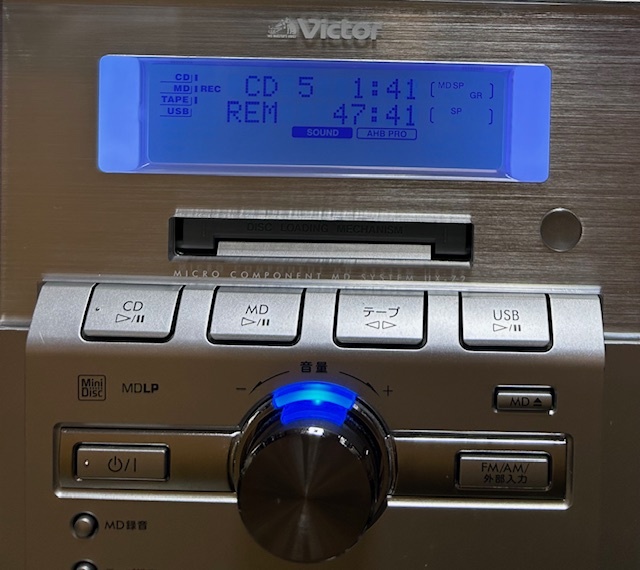 Victor
CD
MD REC
TAPE
USB
CD 5 1:41
REM 47:41
[ MD SP GR ]
[ SP ]
SOUND AHB PRO
DISC LOADING MECHANISM
MICRO COMPONENT MD SYSTEM
CD MD テープ USB
▷/II ▷/II ◁▷ ▷/II
音量
− +
Mini Disc MDLP
MD ⏏
⏻/I
FM/AM/
外部入力
MD録音